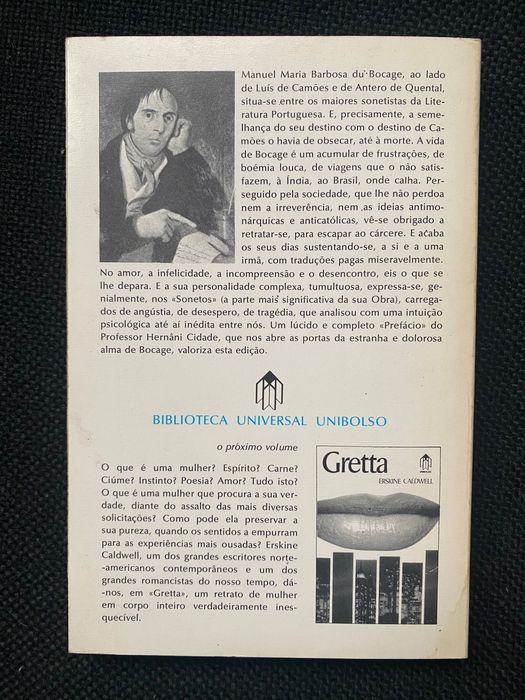 Manuel Maria Barbosa du Bocage, ao lado
de Luís de Camões e de Antero de Quental,
situa-se entre os maiores sonetistas da Lite-
ratura Portuguesa. E, precisamente, a seme-
lhança do seu destino com o destino de Ca-
mões o havia de obsecar, até à morte. A vida
de Bocage é um acumular de frustrações, de
boémia louca, de viagens que o não satis-
fazem, à Índia, ao Brasil, onde calha. Per-
seguido pela sociedade, que lhe não perdoa
nem a irreverência, nem as ideias antimo-
nárquicas e anticatólicas, vê-se obrigado a
retratar-se, para escapar ao cárcere. E acaba
os seus dias sustentando-se, a si e a uma
irmã, com traduções pagas miseravelmente.
No amor, a infelicidade, a incompreensão e o desencontro, eis o que se
lhe depara. E a sua personalidade complexa, tumultuosa, expressa-se, ge-
nialmente, nos «Sonetos» (a parte mais significativa da sua Obra), carrega-
dos de angústia, de desespero, de tragédia, que analisou com uma intuição
psicológica até aí inédita entre nós. Um lúcido e completo «Prefácio» do
Professor Hernâni Cidade, que nos abre as portas da estranha e dolorosa
alma de Bocage, valoriza esta edição.
BIBLIOTECA UNIVERSAL UNIBOLSO
o próximo volume
O que é uma mulher? Espírito? Carne?
Ciúme? Instinto? Poesia? Amor? Tudo isto?
O que é uma mulher que procura a sua ver-
dade, diante do assalto das mais diversas
solicitações? Como pode ela preservar a
sua pureza, quando os sentidos a empurram
para as experiências mais ousadas? Erskine
Caldwell, um dos grandes escritores norte-
-americanos contemporâneos e um dos
grandes romancistas do nosso tempo, dá-
-nos, em «Gretta», um retrato de mulher
em corpo inteiro verdadeiramente ines-
quecível.
Gretta
UNIBOLSO
ERSKINE CALDWELL